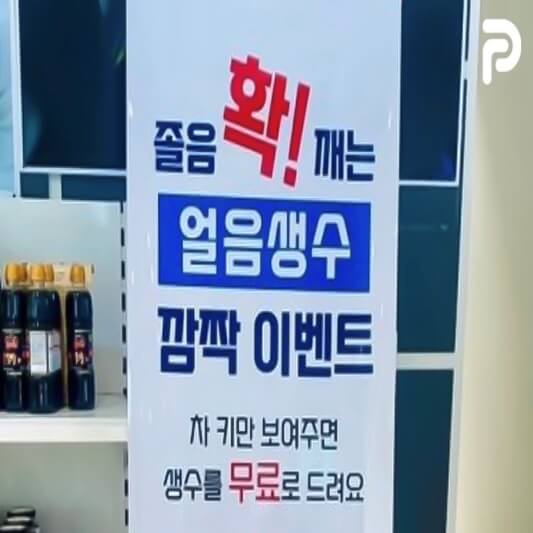 졸음 확! 깨는
얼음생수
깜짝 이벤트
차 키만 보여주면
생수를 무료로 드려요